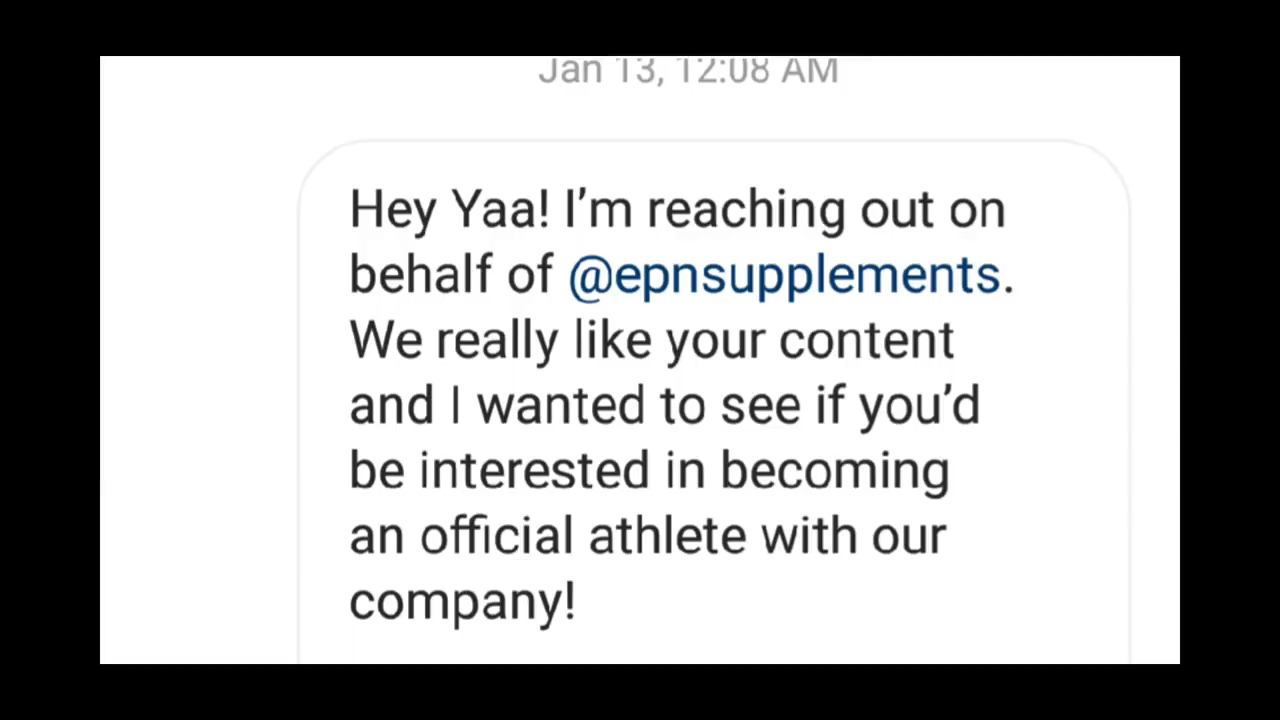 Jan 13, 12:08 AM
Hey Yaa! I’m reaching out on
behalf of @epnsupplements.
We really like your content
and I wanted to see if you’d
be interested in becoming
an official athlete with our
company!